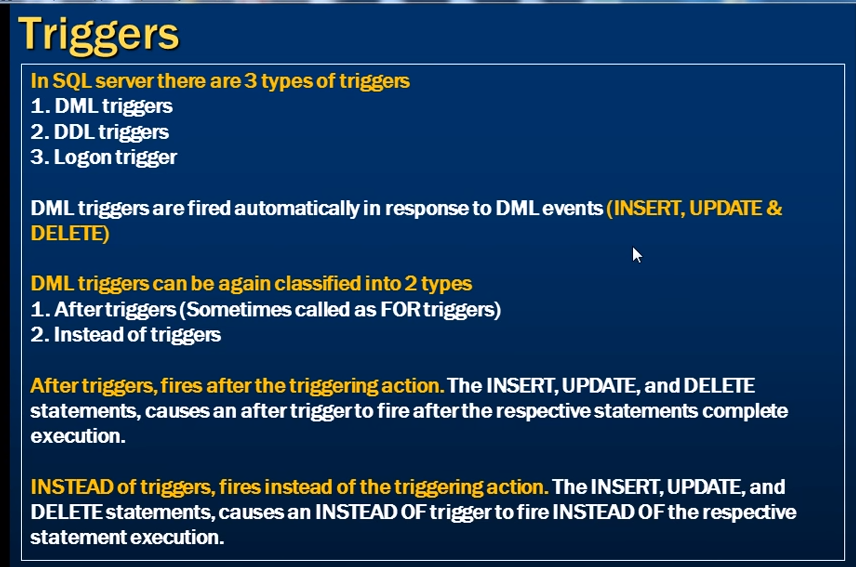 Triggers
In SQL server there are 3 types of triggers
1. DML triggers
2. DDL triggers
3. Logon trigger
DML triggers are fired automatically in response to DML events (INSERT, UPDATE &
DELETE)
DML triggers can be again classified into 2 types
1. After triggers (Sometimes called as FOR triggers)
2. Instead of triggers
After triggers, fires after the triggering action. The INSERT, UPDATE, and DELETE
statements, causes an after trigger to fire after the respective statements complete
execution.
INSTEAD of triggers, fires instead of the triggering action. The INSERT, UPDATE, and
DELETE statements, causes an INSTEAD OF trigger to fire INSTEAD OF the respective
statement execution.